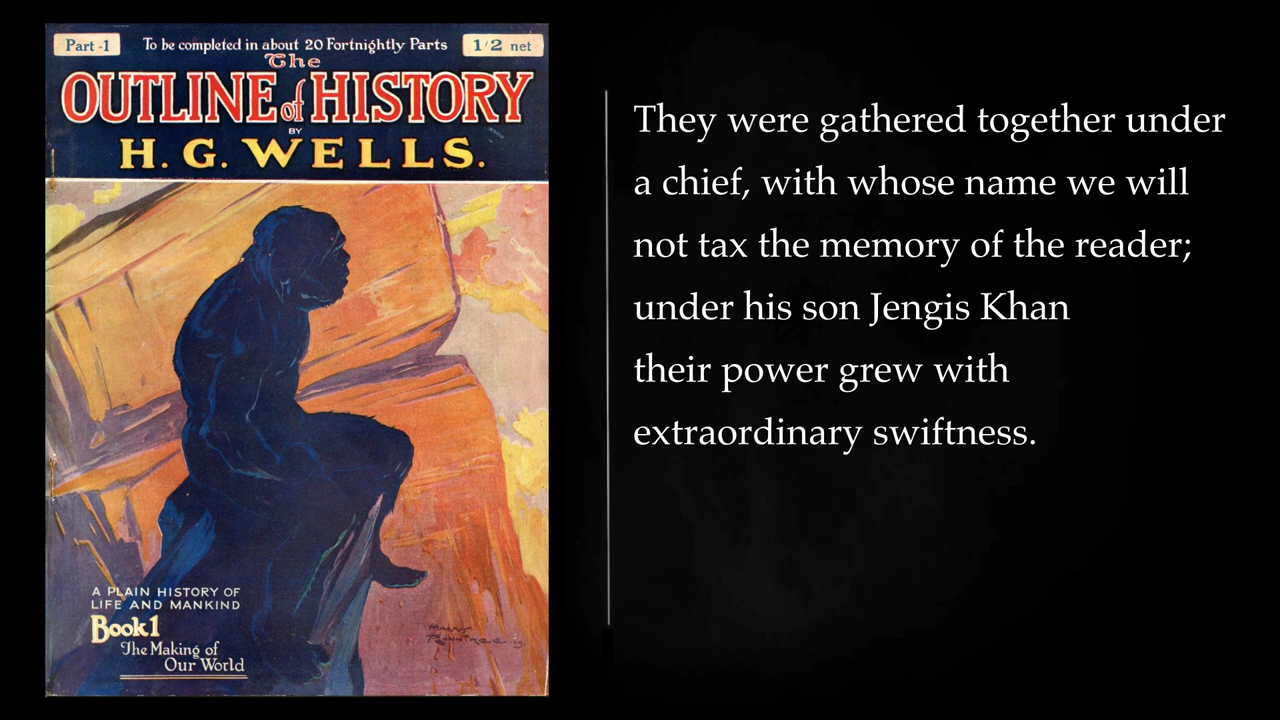 Part -1
To be completed in about 20 Fortnightly Parts
1/2 net
The
OUTLINE of HISTORY
BY
H. G. WELLS.
A PLAIN HISTORY OF
LIFE AND MANKIND
Book 1
The Making of
Our World
They were gathered together under
a chief, with whose name we will
not tax the memory of the reader;
under his son Jengis Khan
their power grew with
extraordinary swiftness.